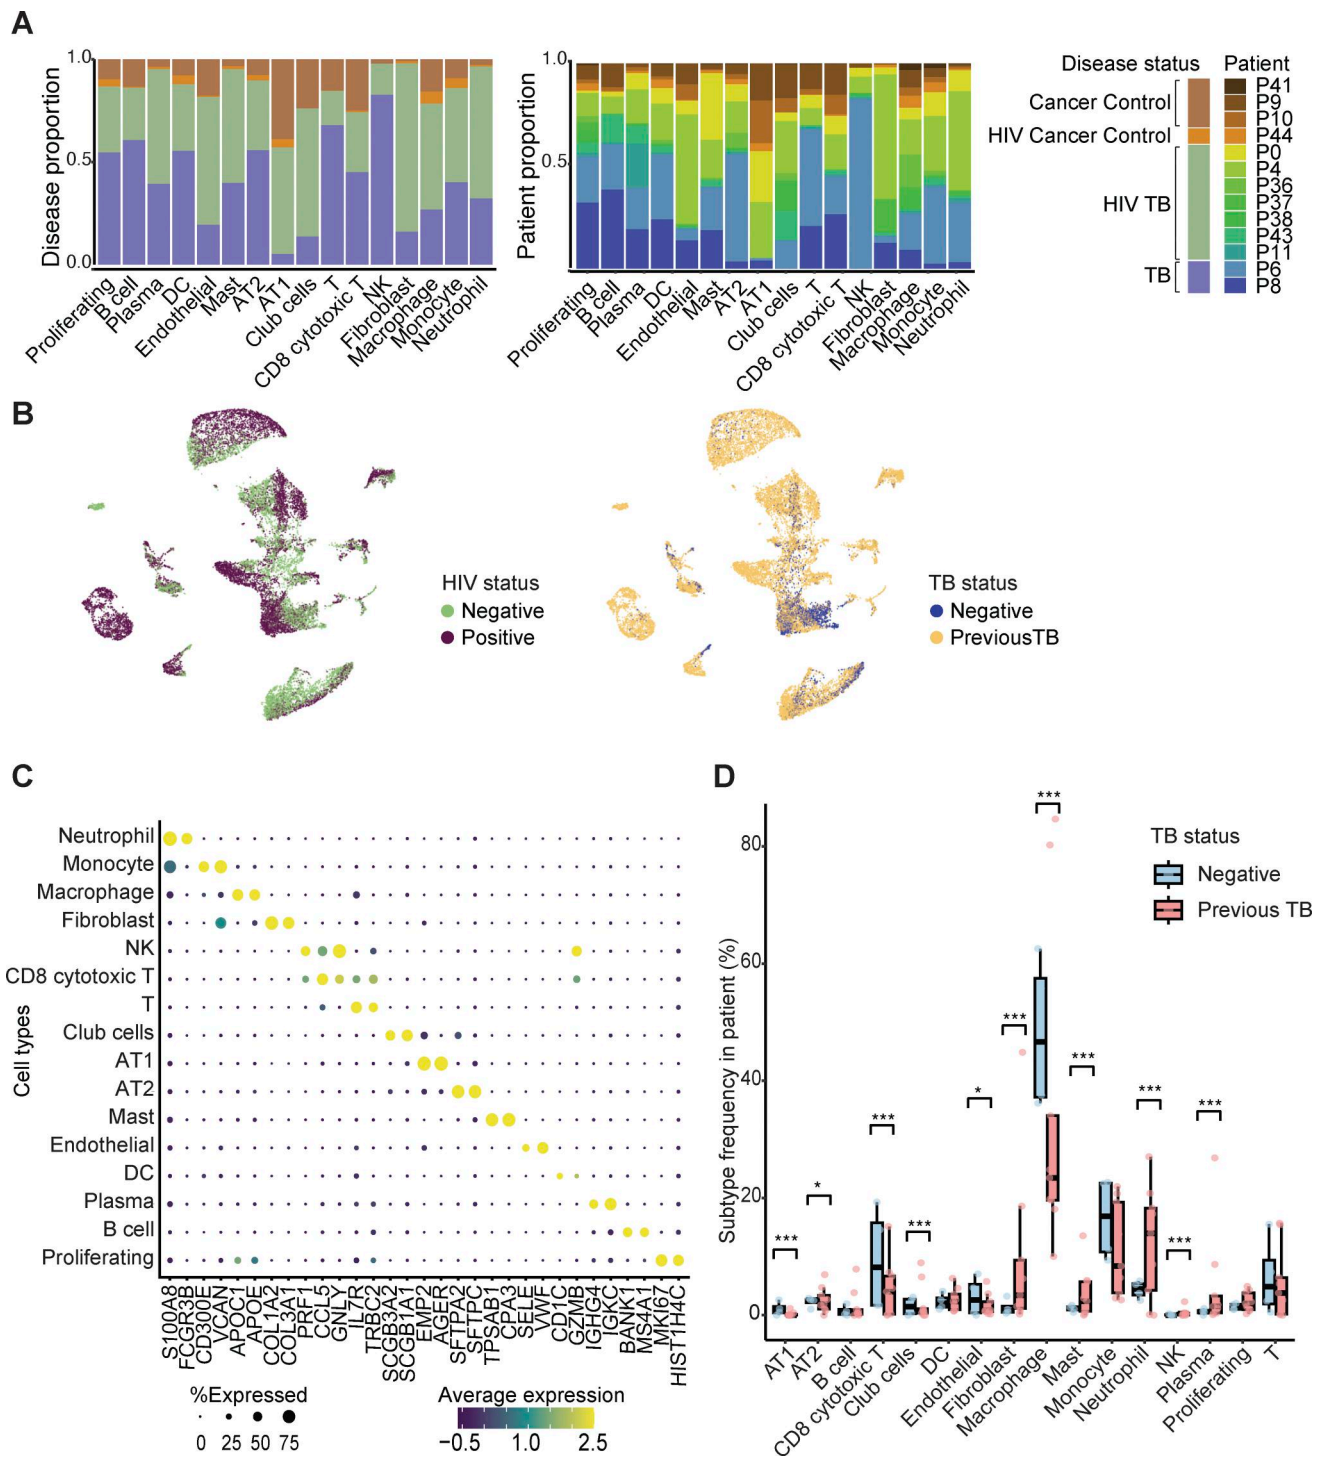 A
Disease proportion
1.0
0.5
0.0
Proliferating
B cell
Plasma
DC
Endothelial
Mast
AT2
AT1
Club cells
T
CD8 cytotoxic T
NK
Fibroblast
Macrophage
Monocyte
Neutrophil
Patient proportion
1.0
0.5
Proliferating
B cell
Plasma
DC
Endothelial
Mast
AT2
AT1
Club cells
T
CD8 cytotoxic T
NK
Fibroblast
Macrophage
Monocyte
Neutrophil
Disease status
Cancer Control
HIV Cancer Control
HIV TB
TB
Patient
P41
P9
P10
P44
P0
P4
P36
P37
P38
P43
P11
P6
P8
B
HIV status
Negative
Positive
TB status
Negative
PreviousTB
C
Cell types
Neutrophil
Monocyte
Macrophage
Fibroblast
NK
CD8 cytotoxic T
T
Club cells
AT1
AT2
Mast
Endothelial
DC
Plasma
B cell
Proliferating
S100A8
FCGR3B
CD300E
VCAN
APOC1
APOE
COL1A2
COL3A1
PRF1
CCL5
GNLY
IL7R
TRBC2
SCGB3A2
SCGB1A1
EMP2
AGER
SFTPA2
SFTPC
TPSAB1
CPA3
SELE
VWF
CD1C
GZMB
IGHG4
IGKC
BANK1
MS4A1
MKI67
HIST1H4C
%Expressed
0 25 50 75
Average expression
−0.5 1.0 2.5
D
Subtype frequency in patient (%)
80
60
40
20
0
***
*
***
***
*
***
***
***
***
***
***
TB status
Negative
Previous TB
AT1
AT2
B cell
CD8 cytotoxic T
Club cells
DC
Endothelial
Fibroblast
Macrophage
Mast
Monocyte
Neutrophil
NK
Plasma
Proliferating
T